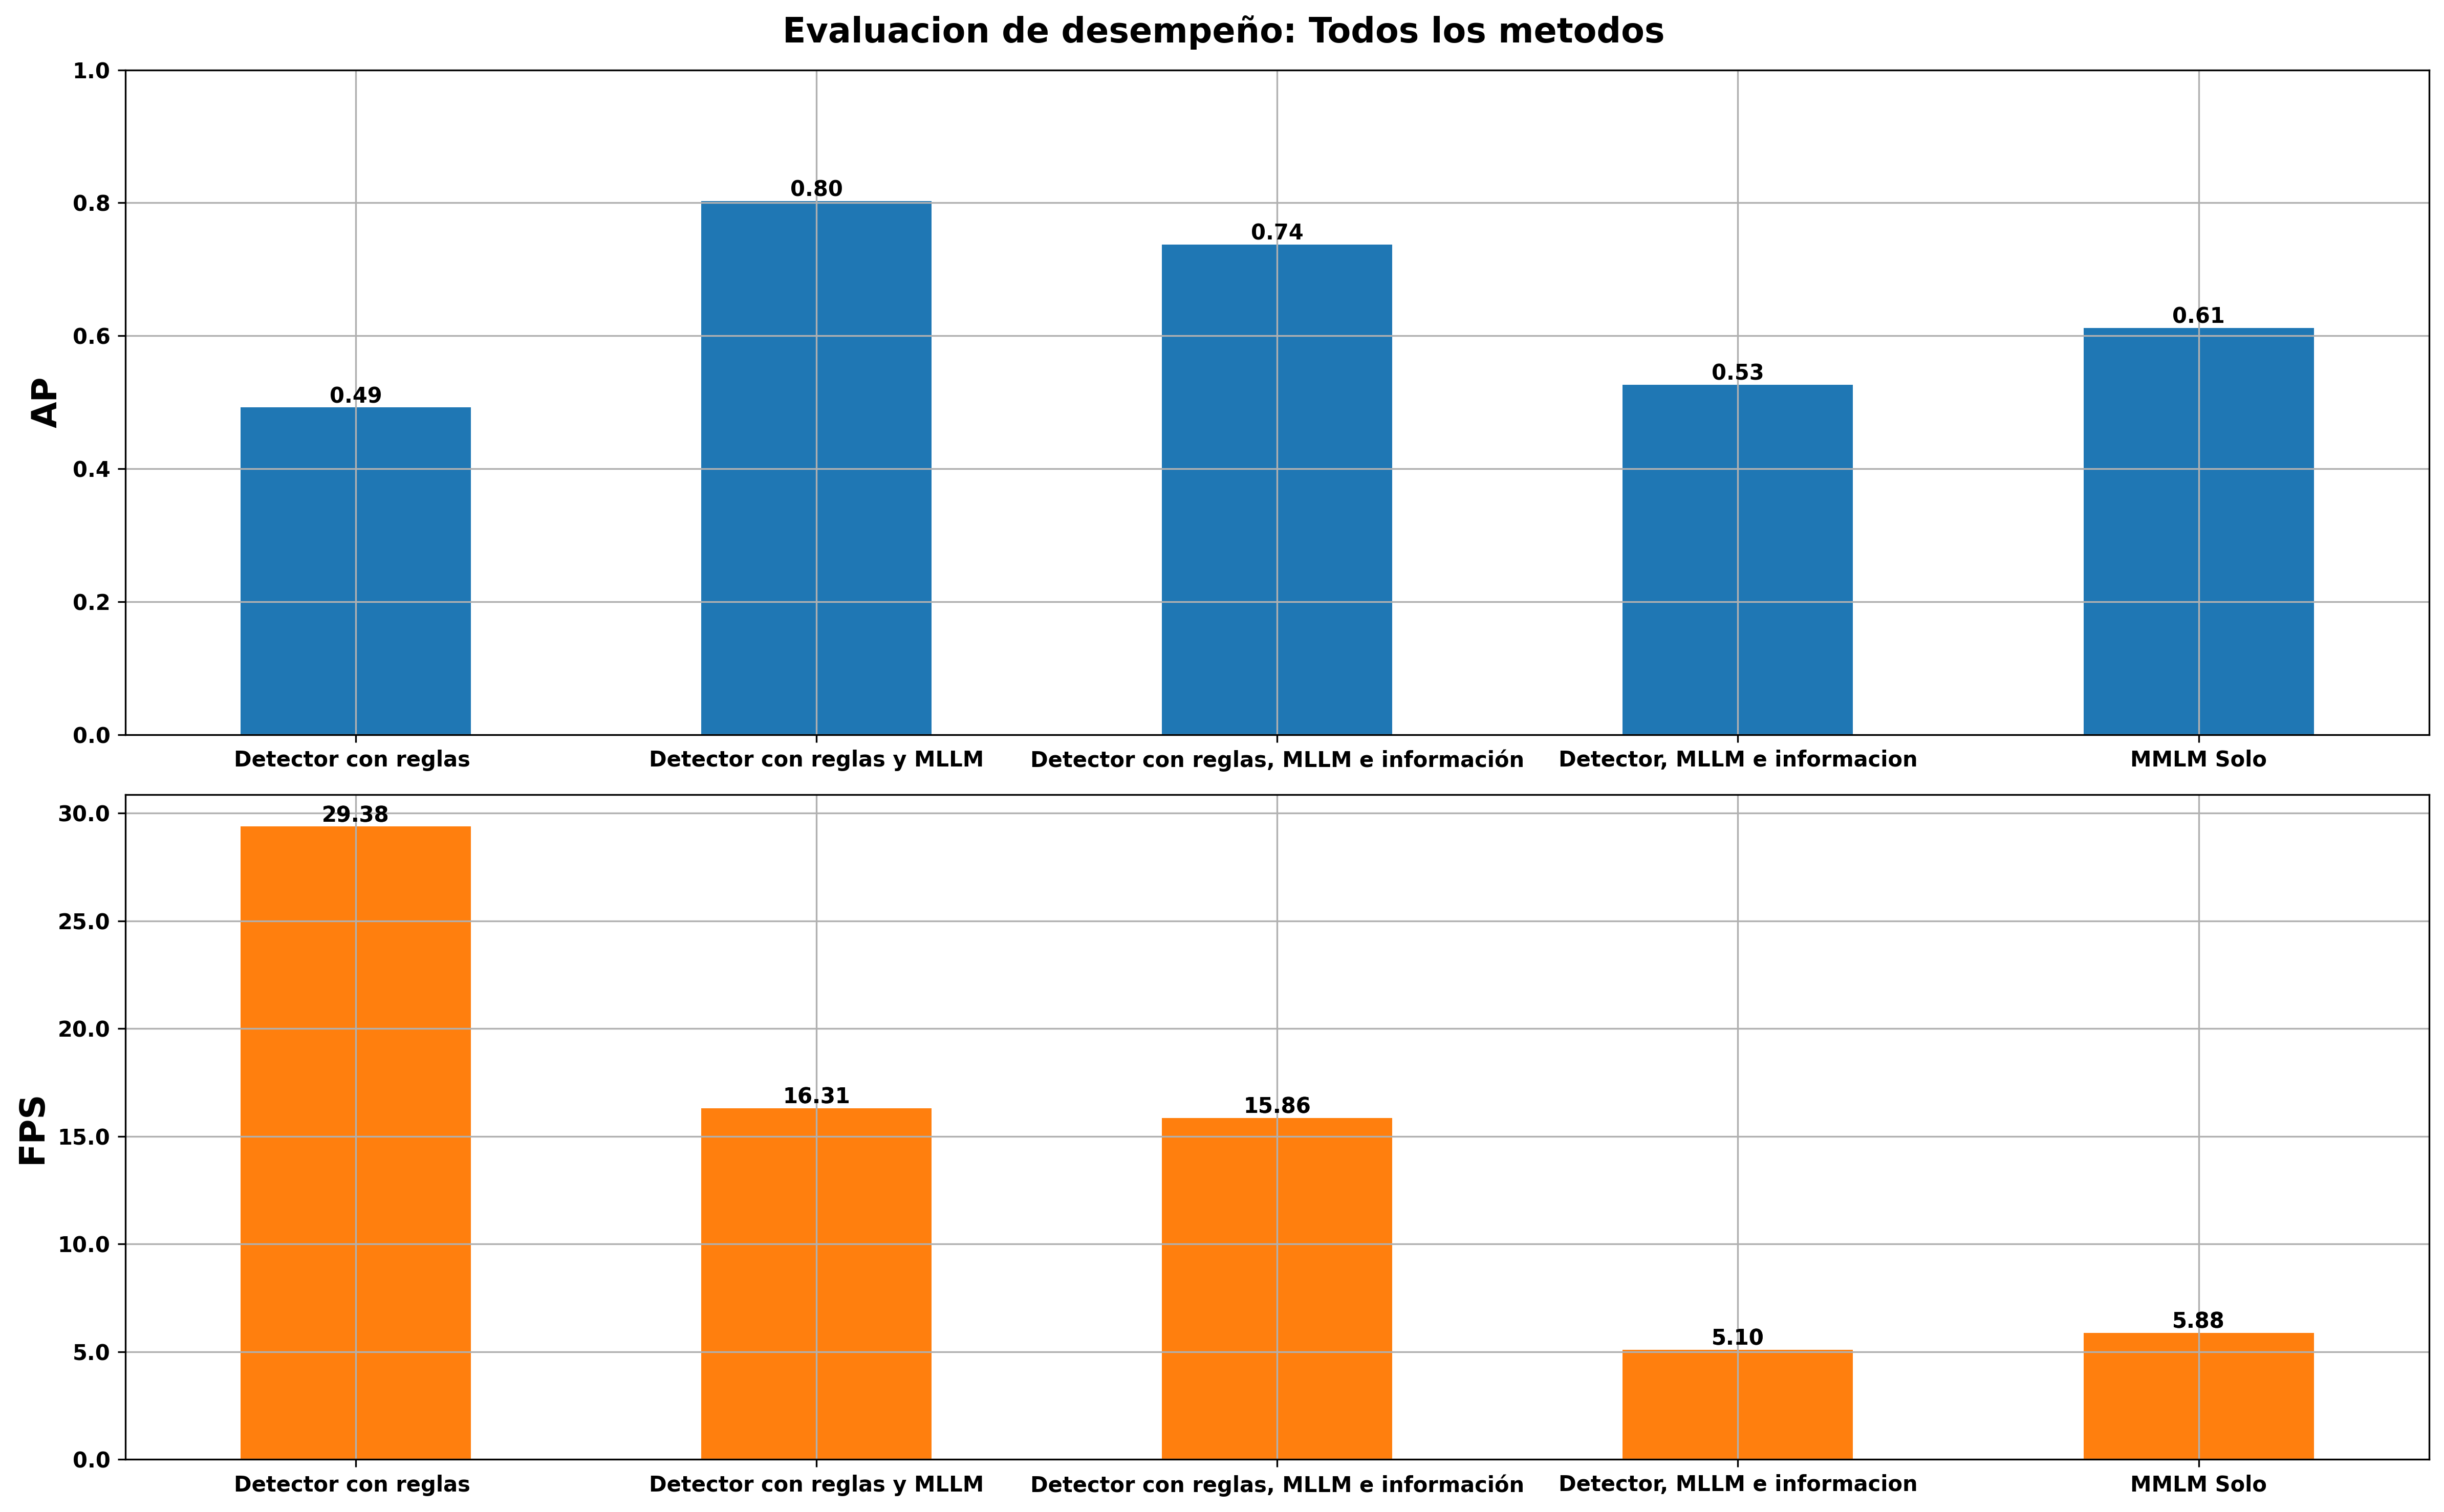 Evaluacion de desempeño: Todos los metodos
AP
1.0
0.8
0.6
0.4
0.2
0.0
0.49
0.80
0.74
0.53
0.61
Detector con reglas
Detector con reglas y MLLM
Detector con reglas, MLLM e información
Detector, MLLM e informacion
MMLM Solo
FPS
30.0
25.0
20.0
15.0
10.0
5.0
0.0
29.38
16.31
15.86
5.10
5.88
Detector con reglas
Detector con reglas y MLLM
Detector con reglas, MLLM e información
Detector, MLLM e informacion
MMLM Solo